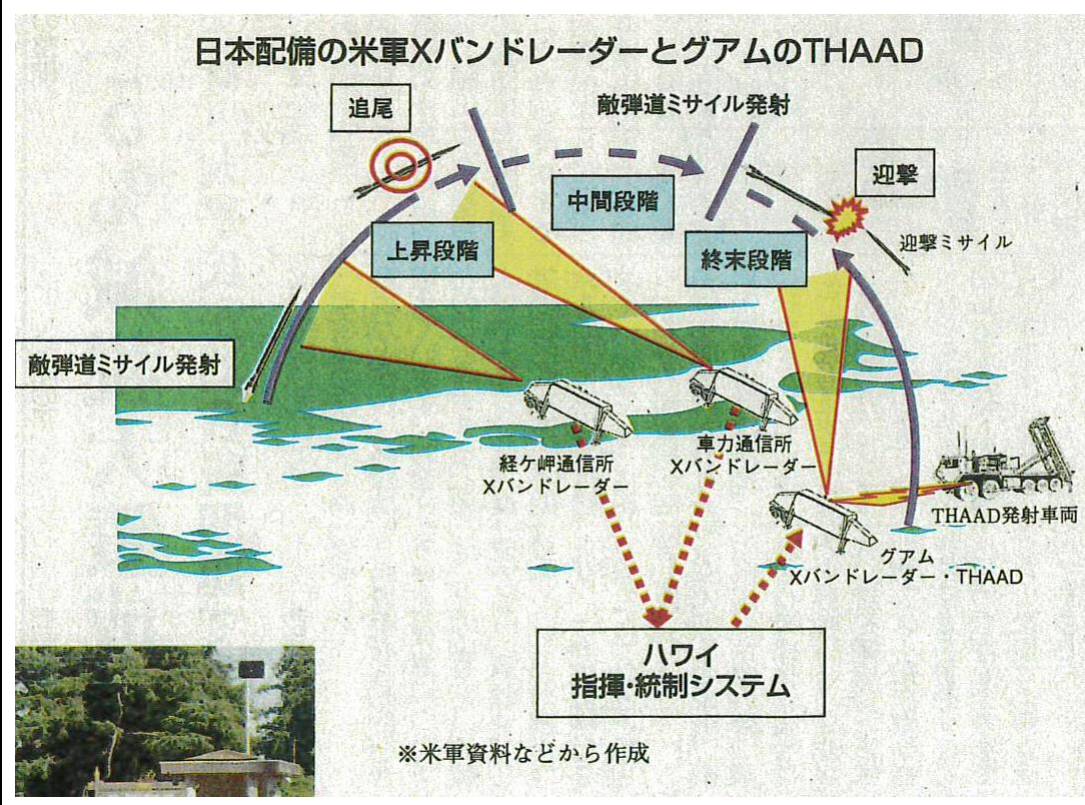 日本配備の米軍XバンドレーダーとグアムのTHAAD
追尾
敵弾道ミサイル発射
迎撃
中間段階
上昇段階
終末段階
迎撃ミサイル
敵弾道ミサイル発射
経ケ岬通信所
Xバンドレーダー
車力通信所
Xバンドレーダー
THAAD発射車両
グアム
Xバンドレーダー・THAAD
ハワイ
指揮・統制システム
※米軍資料などから作成